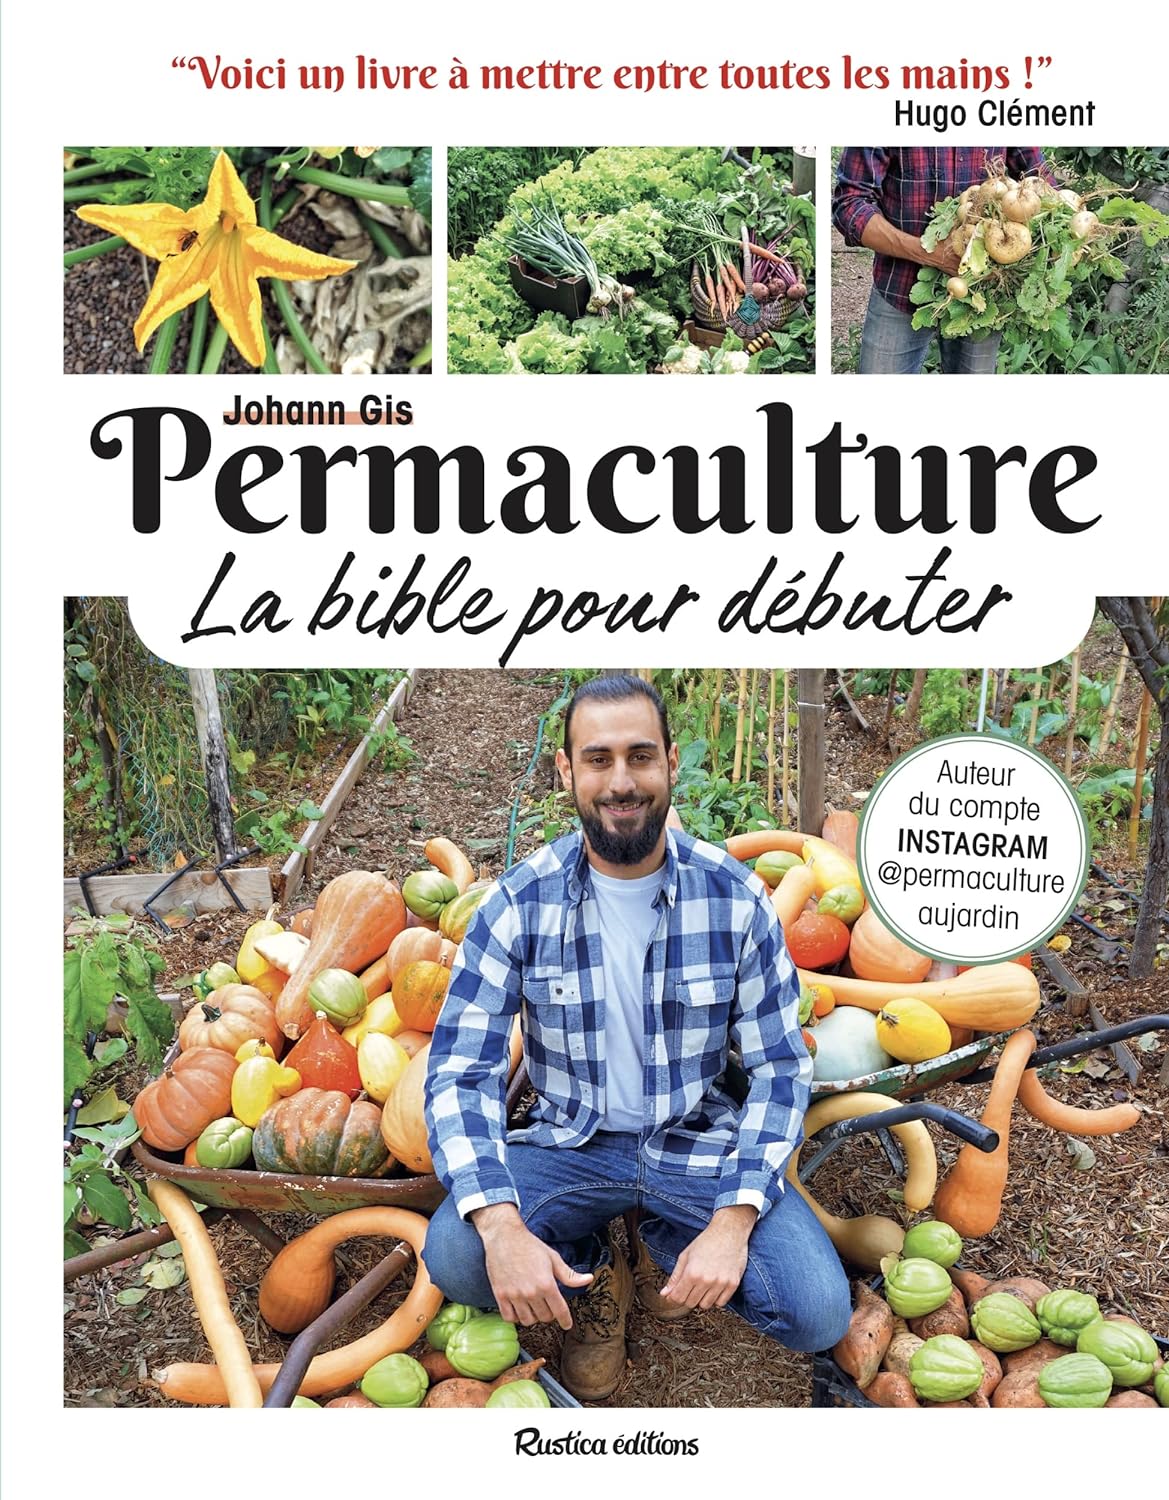 “Voici un livre à mettre entre toutes les mains !”
Hugo Clément
Johann Gis
Permaculture
La bible pour débuter
Auteur
du compte
INSTAGRAM
@permaculture
aujardin
Rustica éditions